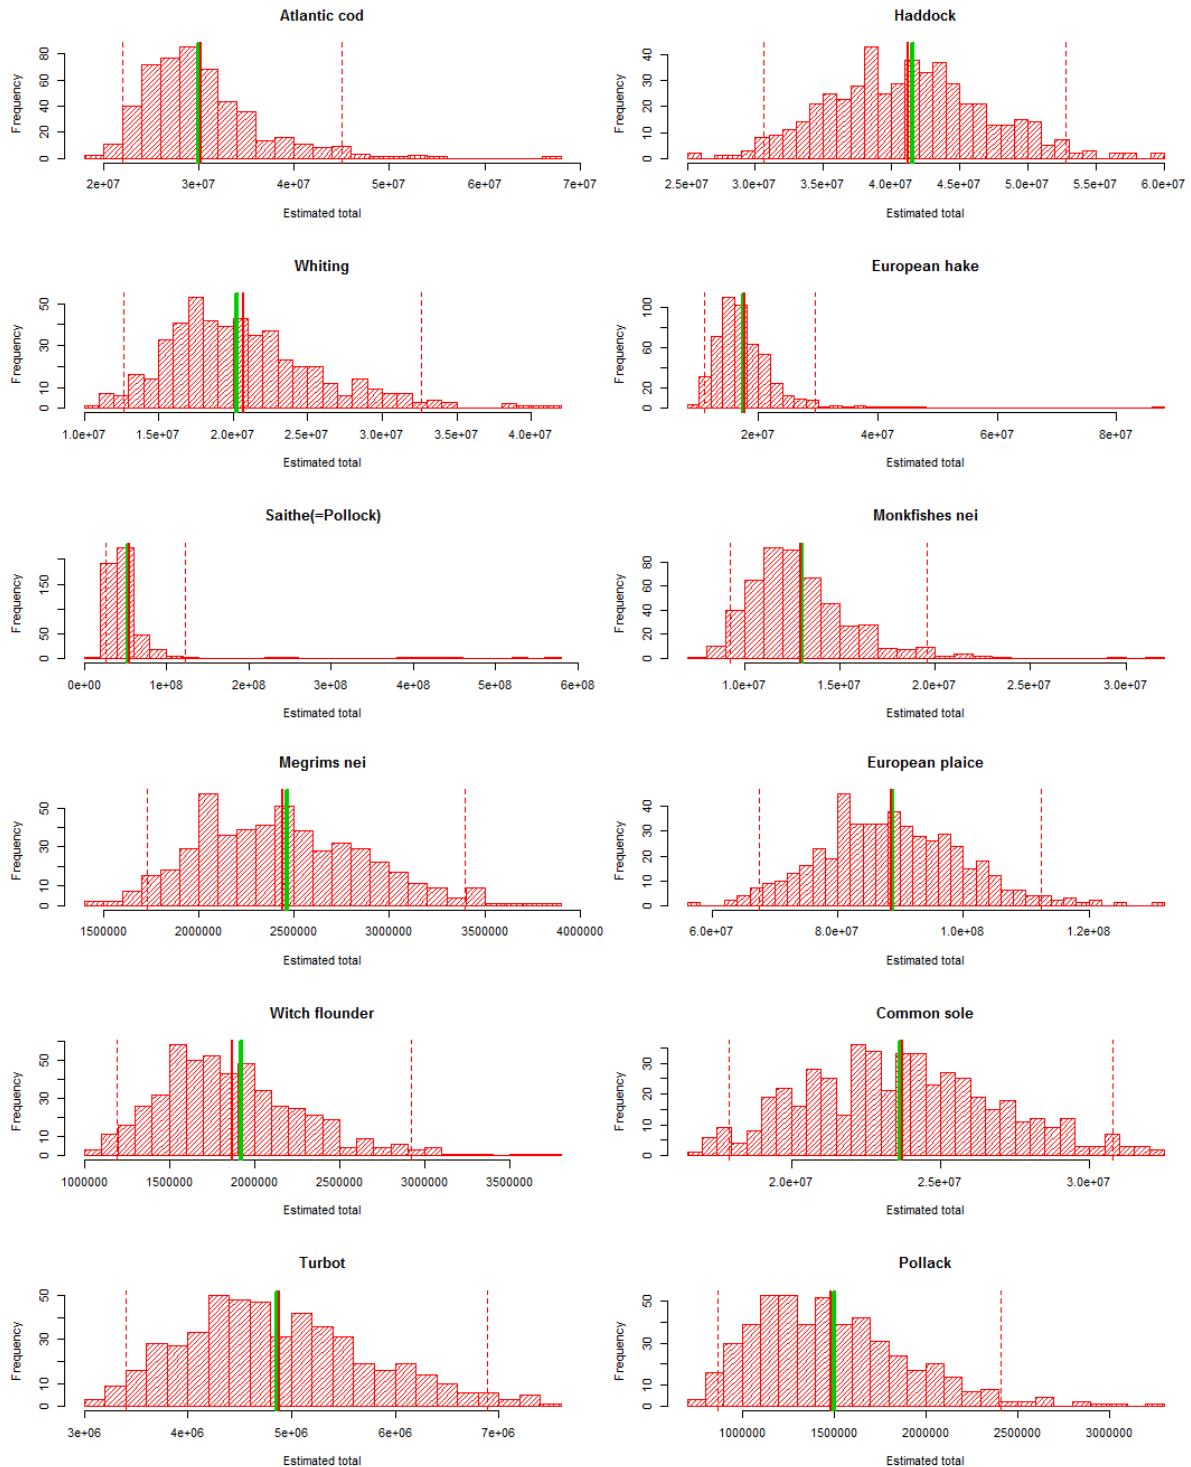 Atlantic cod
Frequency
0 20 40 60 80
2e+07 3e+07 4e+07 5e+07 6e+07 7e+07
Estimated total
Haddock
Frequency
0 10 20 30 40
2.5e+07 3.0e+07 3.5e+07 4.0e+07 4.5e+07 5.0e+07 5.5e+07 6.0e+07
Estimated total
Whiting
Frequency
0 10 30 50
1.0e+07 1.5e+07 2.0e+07 2.5e+07 3.0e+07 3.5e+07 4.0e+07
Estimated total
European hake
Frequency
0 20 60 100
2e+07 4e+07 6e+07 8e+07
Estimated total
Saithe(=Pollock)
Frequency
0 50 150
0e+00 1e+08 2e+08 3e+08 4e+08 5e+08 6e+08
Estimated total
Monkfishes nei
Frequency
0 20 40 60 80
1.0e+07 1.5e+07 2.0e+07 2.5e+07 3.0e+07
Estimated total
Megrims nei
Frequency
0 10 30 50
1500000 2000000 2500000 3000000 3500000 4000000
Estimated total
European plaice
Frequency
0 10 20 30 40
6.0e+07 8.0e+07 1.0e+08 1.2e+08
Estimated total
Witch flounder
Frequency
0 10 30 50
1000000 1500000 2000000 2500000 3000000 3500000
Estimated total
Common sole
Frequency
0 10 20 30
2.0e+07 2.5e+07 3.0e+07
Estimated total
Turbot
Frequency
0 10 30 50
3e+06 4e+06 5e+06 6e+06 7e+06
Estimated total
Pollack
Frequency
0 10 30 50
1000000 1500000 2000000 2500000 3000000
Estimated total